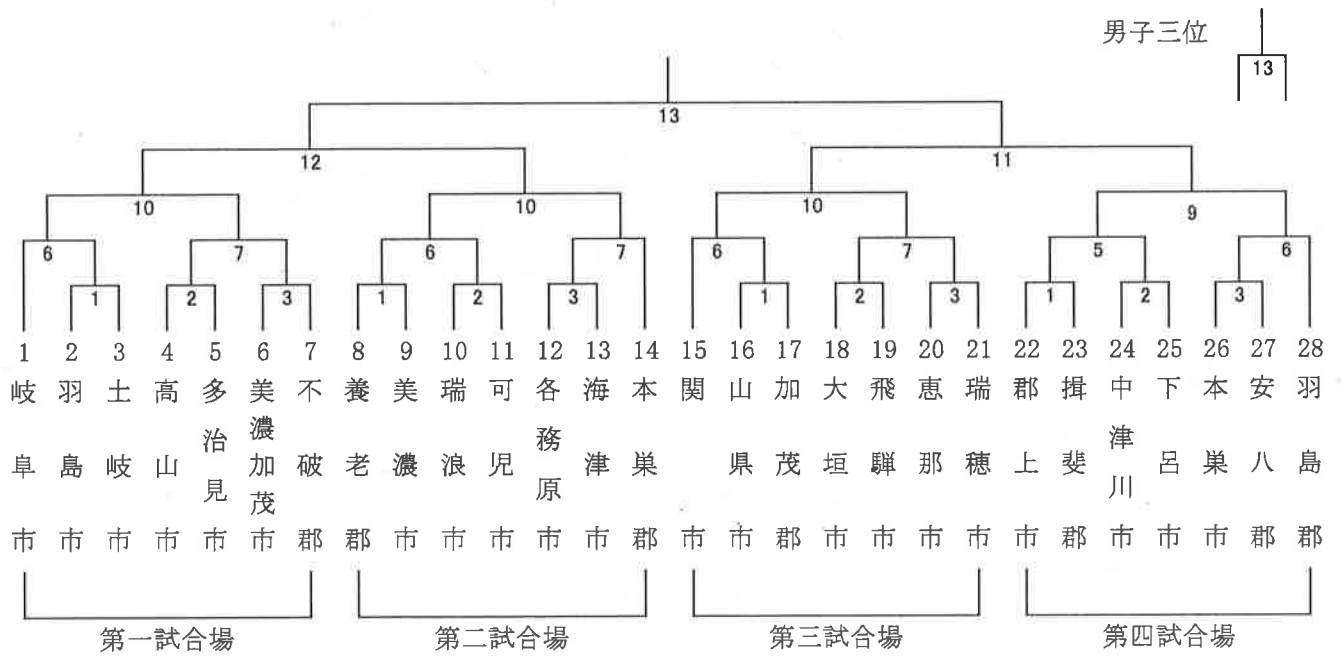 男子三位
13
13
12
11
10
10
10
9
6
7
6
7
6
7
5
6
1
2
3
1
2
3
1
2
3
1
2
3
1 2 3 4 5 6 7 8 9 10 11 12 13 14 15 16 17 18 19 20 21 22 23 24 25 26 27 28
岐阜市
羽島市
土岐市
高山市
多治見市
美濃加茂市
不破郡
養老郡
美濃市
瑞浪市
可児市
各務原市
海津市
本巣郡
関市
山県市
加茂郡
大垣市
飛騨市
恵那市
瑞穂市
郡上市
揖斐郡
中津川市
下呂市
本巣市
安八郡
羽島郡
第一試合場
第二試合場
第三試合場
第四試合場